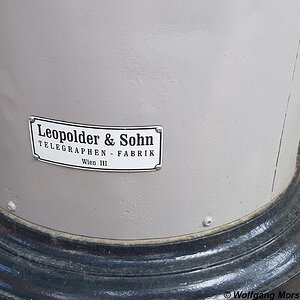 Leopolder & Sohn
TELEGRAPHEN - FABRIK
Wien III
© Wolfgang Mors